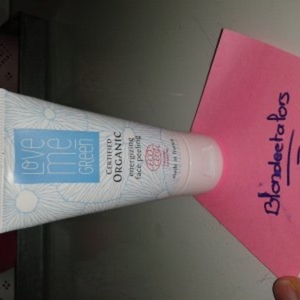 Love
me
GREEN
CERTIFIED
ORGANIC
energizing
face peeling
Made in France
Blondeetalors